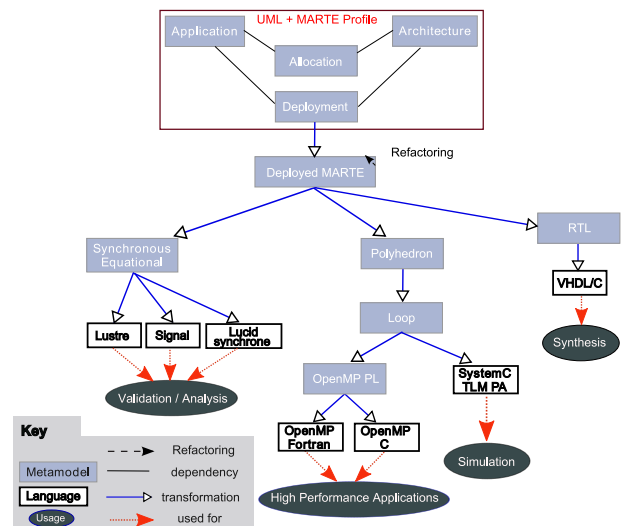 UML + MARTE Profile
Application
Architecture
Allocation
Deployment
Refactoring
Deployed MARTE
Synchronous
Equational
Polyhedron
RTL
VHDL/C
Lustre
Signal
Lucid
synchrone
Loop
Synthesis
OpenMP PL
SystemC
TLM PA
Validation / Analysis
OpenMP
Fortran
OpenMP
C
Simulation
High Performance Applications
Key
Refactoring
Metamodel
dependency
Language
transformation
Usage
used for